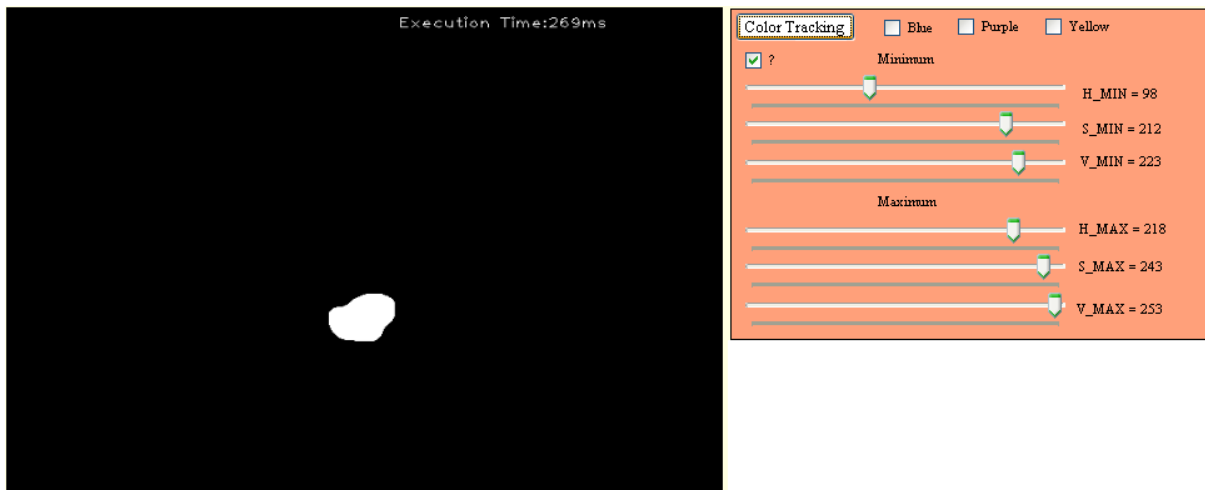 Execution Time:269ms
Color Tracking Blue Purple Yellow
? Minimum
H_MIN = 98
S_MIN = 212
V_MIN = 223
Maximum
H_MAX = 218
S_MAX = 243
V_MAX = 253